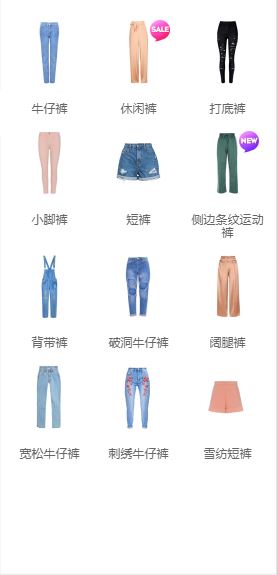 SALE
牛仔裤 休闲裤 打底裤
NEW
小脚裤 短裤 侧边条纹运动
裤
背带裤 破洞牛仔裤 阔腿裤
宽松牛仔裤 刺绣牛仔裤 雪纺短裤